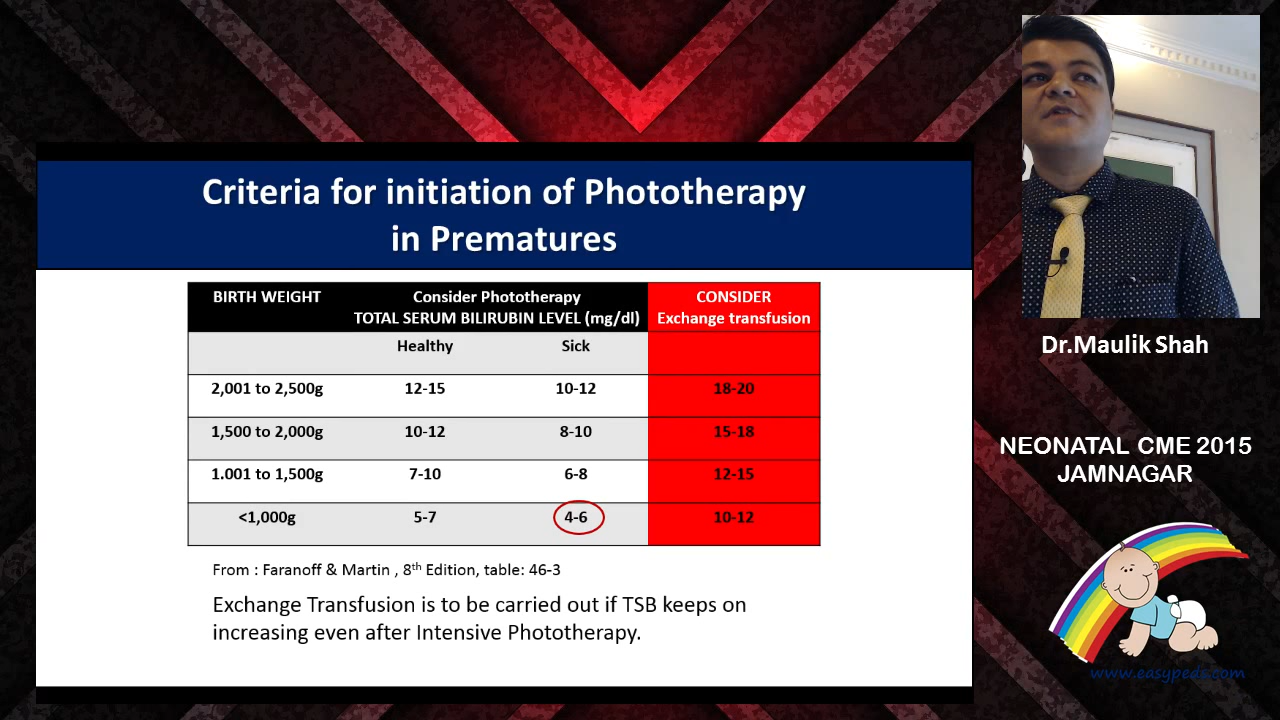 Criteria for initiation of Phototherapy
in Prematures
BIRTH WEIGHT Consider Phototherapy CONSIDER
TOTAL SERUM BILIRUBIN LEVEL (mg/dl) Exchange transfusion
Healthy Sick
2,001 to 2,500g 12-15 10-12 18-20
1,500 to 2,000g 10-12 8-10 15-18
1.001 to 1,500g 7-10 6-8 12-15
<1,000g 5-7 4-6 10-12
From : Faranoff & Martin , 8th Edition, table: 46-3
Exchange Transfusion is to be carried out if TSB keeps on
increasing even after Intensive Phototherapy.
Dr.Maulik Shah
NEONATAL CME 2015
JAMNAGAR
www.easypeds.com